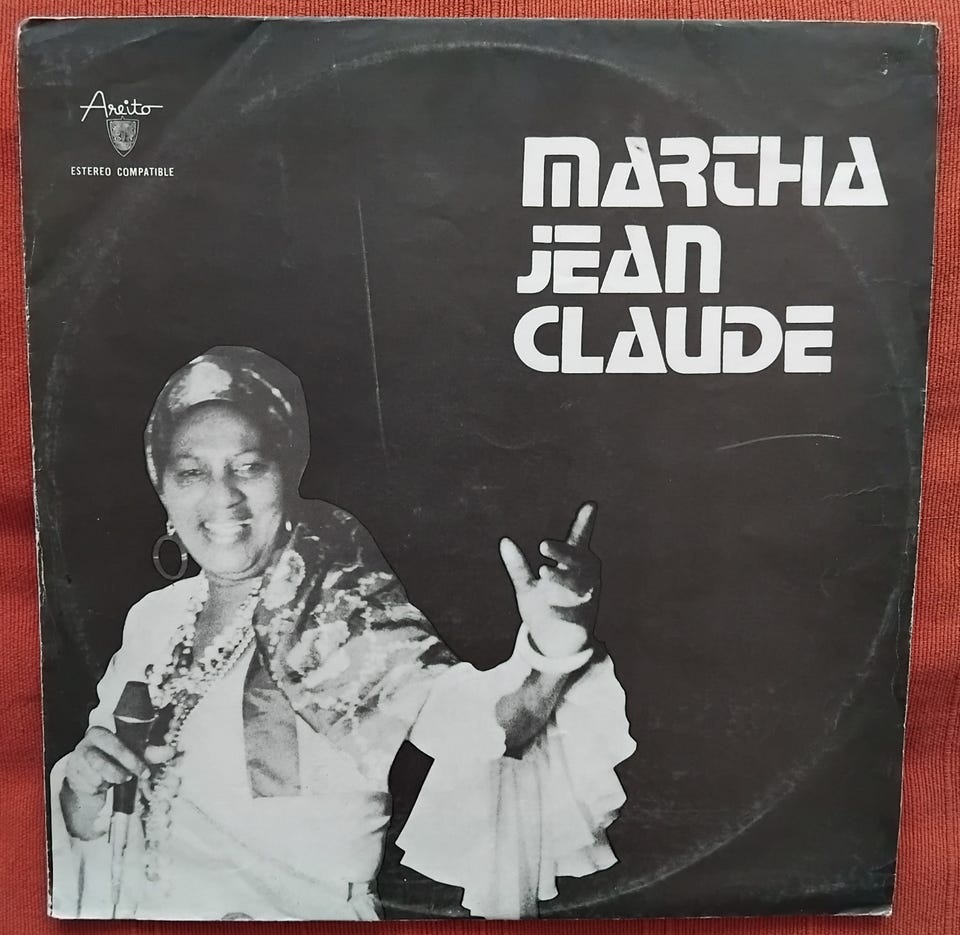 Areito
ESTEREO COMPATIBLE
MARTHA
JEAN
CLAUDE